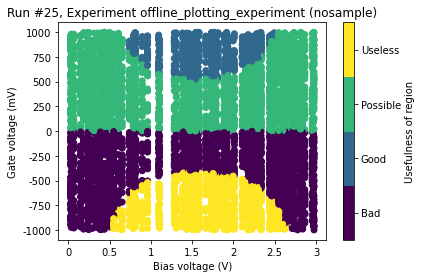 Run #25, Experiment offline_plotting_experiment (nosample)
1000
750
500
250
0
-250
-500
-750
-1000
Gate voltage (mV)
0
1
0.5
1.5
2
2.5
3
Bias voltage (V)
Useless
Possible
Good
Bad
Usefulness of region